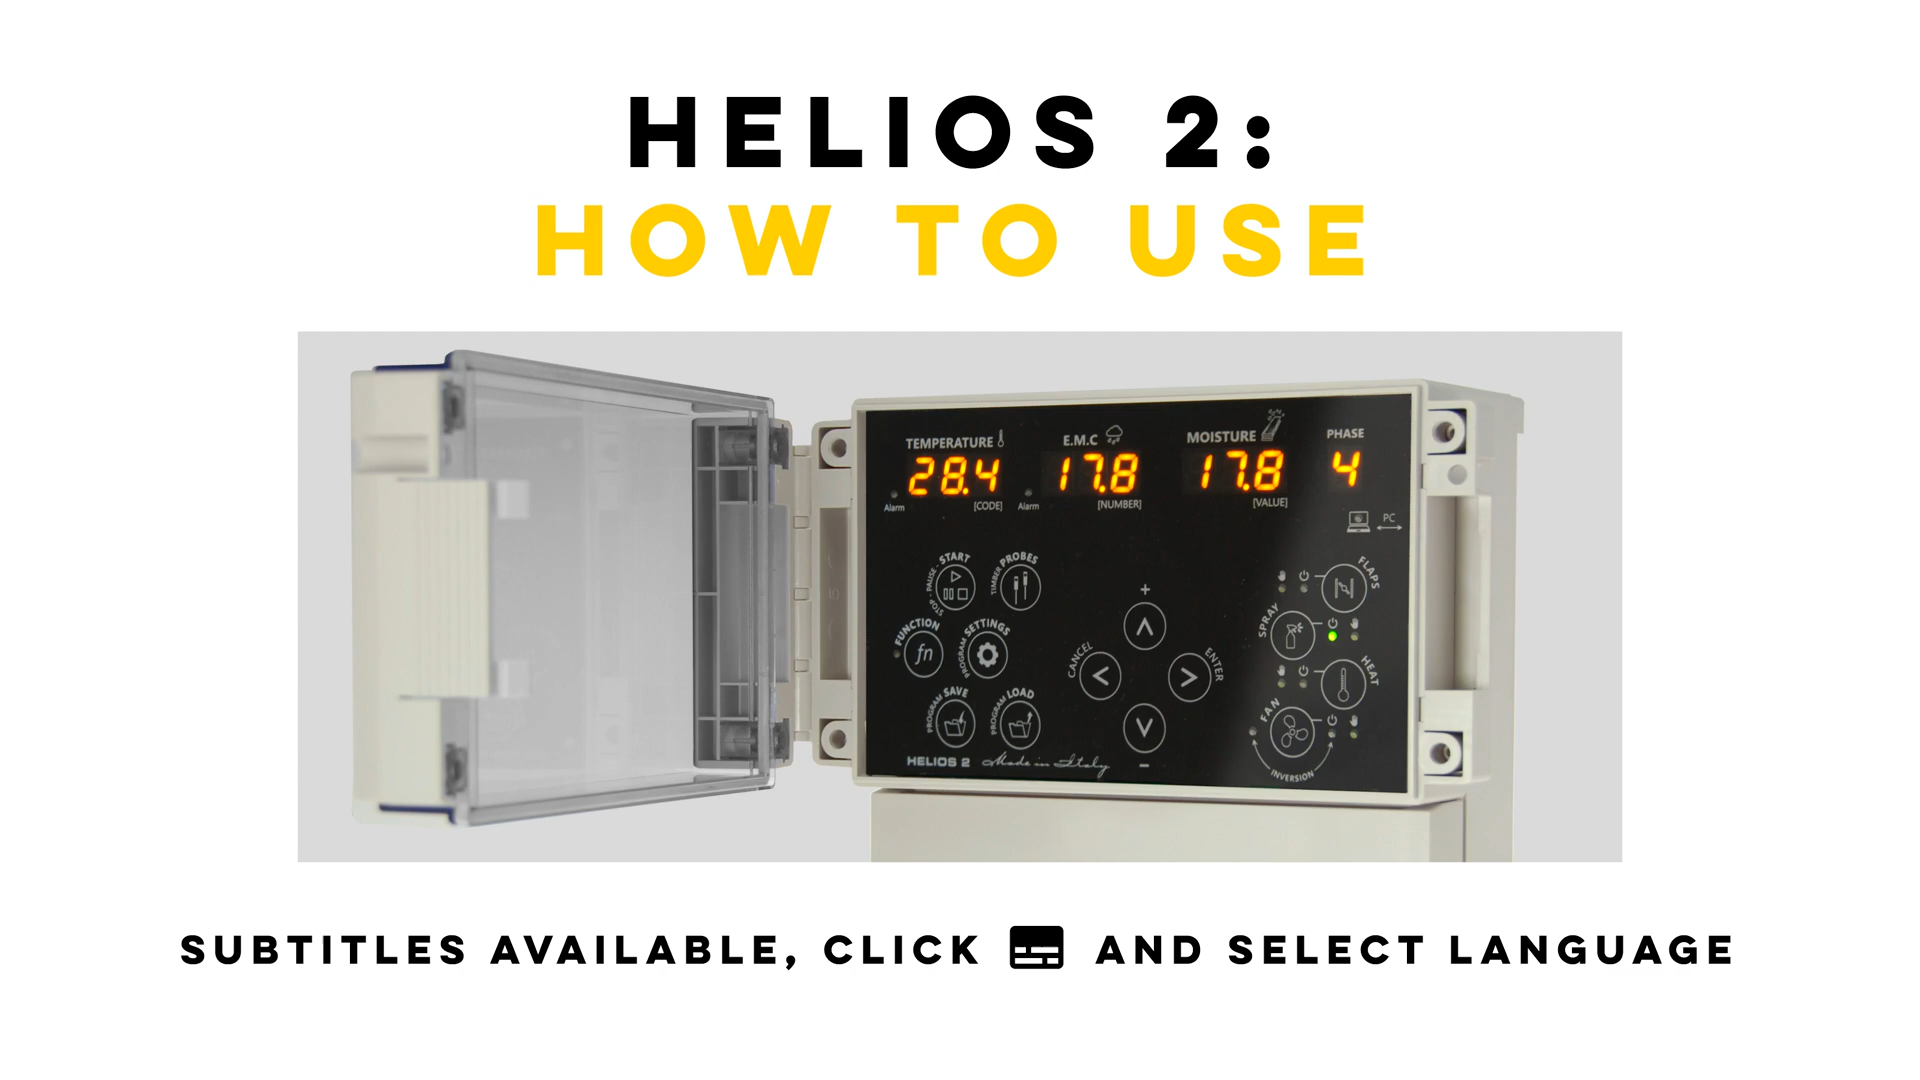 HELIOS 2:
HOW TO USE
TEMPERATURE E.M.C MOISTURE PHASE
28.4 17.8 17.8 4
Alarm [CODE] Alarm [NUMBER] [VALUE]
PC
STOP - PAUSE - START
TIMBER PROBES
FLAPS
FUNCTION
fn
PROGRAM SETTINGS
+
CANCEL
ENTER
SPRAY
HEAT
PROGRAM SAVE
PROGRAM LOAD
FAN
INVERSION
HELIOS 2 Made in Italy
-
SUBTITLES AVAILABLE, CLICK AND SELECT LANGUAGE